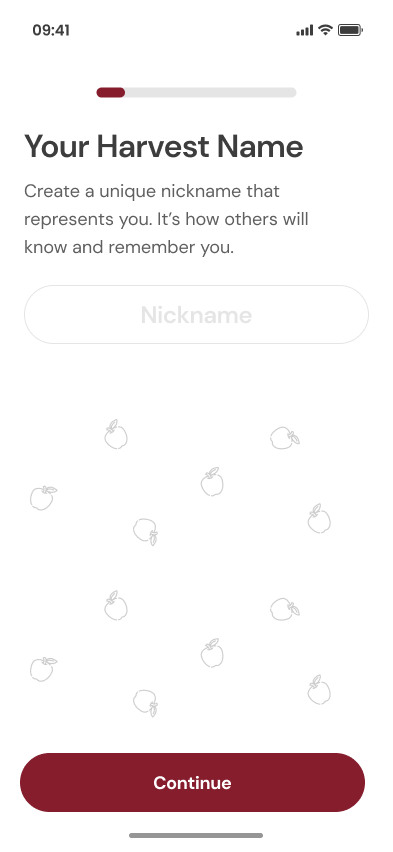 09:41
Your Harvest Name
Create a unique nickname that
represents you. It’s how others will
know and remember you.
Nickname
Continue